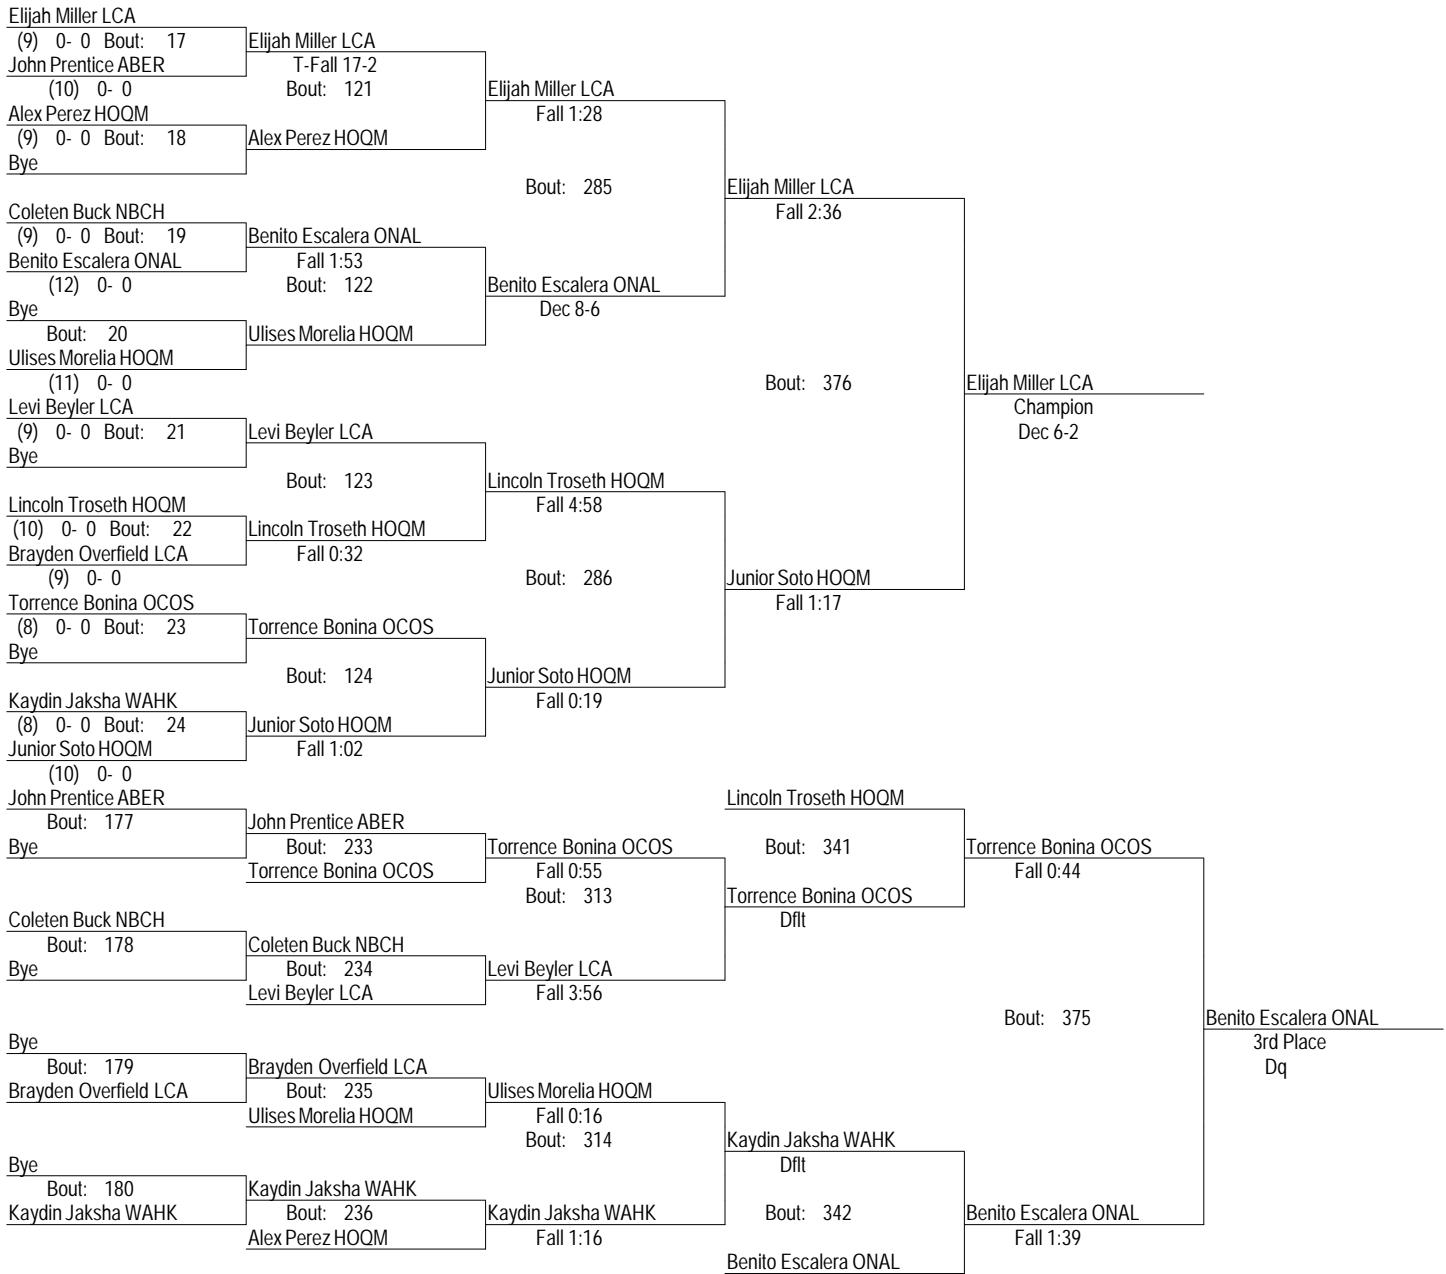 Elijah Miller LCA
(9) 0- 0 Bout: 17 Elijah Miller LCA
John Prentice ABER T-Fall 17-2
(10) 0- 0 Bout: 121 Elijah Miller LCA
Alex Perez HOQM Fall 1:28
(9) 0- 0 Bout: 18 Alex Perez HOQM
Bye
Bout: 285 Elijah Miller LCA
Coleten Buck NBCH Fall 2:36
(9) 0- 0 Bout: 19 Benito Escalera ONAL
Benito Escalera ONAL Fall 1:53
(12) 0- 0 Bout: 122 Benito Escalera ONAL
Bye Dec 8-6
Bout: 20 Ulises Morelia HOQM
Ulises Morelia HOQM
(11) 0- 0 Bout: 376 Elijah Miller LCA
Levi Beyler LCA Champion
(9) 0- 0 Bout: 21 Levi Beyler LCA Dec 6-2
Bye
Bout: 123 Lincoln Troseth HOQM
Lincoln Troseth HOQM Fall 4:58
(10) 0- 0 Bout: 22 Lincoln Troseth HOQM
Brayden Overfield LCA Fall 0:32
(9) 0- 0 Bout: 286 Junior Soto HOQM
Torrence Bonina OCOS Fall 1:17
(8) 0- 0 Bout: 23 Torrence Bonina OCOS
Bye
Bout: 124 Junior Soto HOQM
Kaydin Jaksha WAHK Fall 0:19
(8) 0- 0 Bout: 24 Junior Soto HOQM
Junior Soto HOQM Fall 1:02
(10) 0- 0
John Prentice ABER Lincoln Troseth HOQM
Bout: 177 John Prentice ABER
Bye Bout: 233 Torrence Bonina OCOS Bout: 341 Torrence Bonina OCOS
Torrence Bonina OCOS Fall 0:55 Fall 0:44
Bout: 313 Torrence Bonina OCOS
Coleten Buck NBCH Dflt
Bout: 178 Coleten Buck NBCH
Bye Bout: 234 Levi Beyler LCA
Levi Beyler LCA Fall 3:56
Bout: 375 Benito Escalera ONAL
Bye 3rd Place
Bout: 179 Brayden Overfield LCA Dq
Brayden Overfield LCA Bout: 235 Ulises Morelia HOQM
Ulises Morelia HOQM Fall 0:16
Bout: 314 Kaydin Jaksha WAHK
Bye Dflt
Bout: 180 Kaydin Jaksha WAHK
Kaydin Jaksha WAHK Bout: 236 Kaydin Jaksha WAHK Bout: 342 Benito Escalera ONAL
Alex Perez HOQM Fall 1:16 Fall 1:39
Benito Escalera ONAL